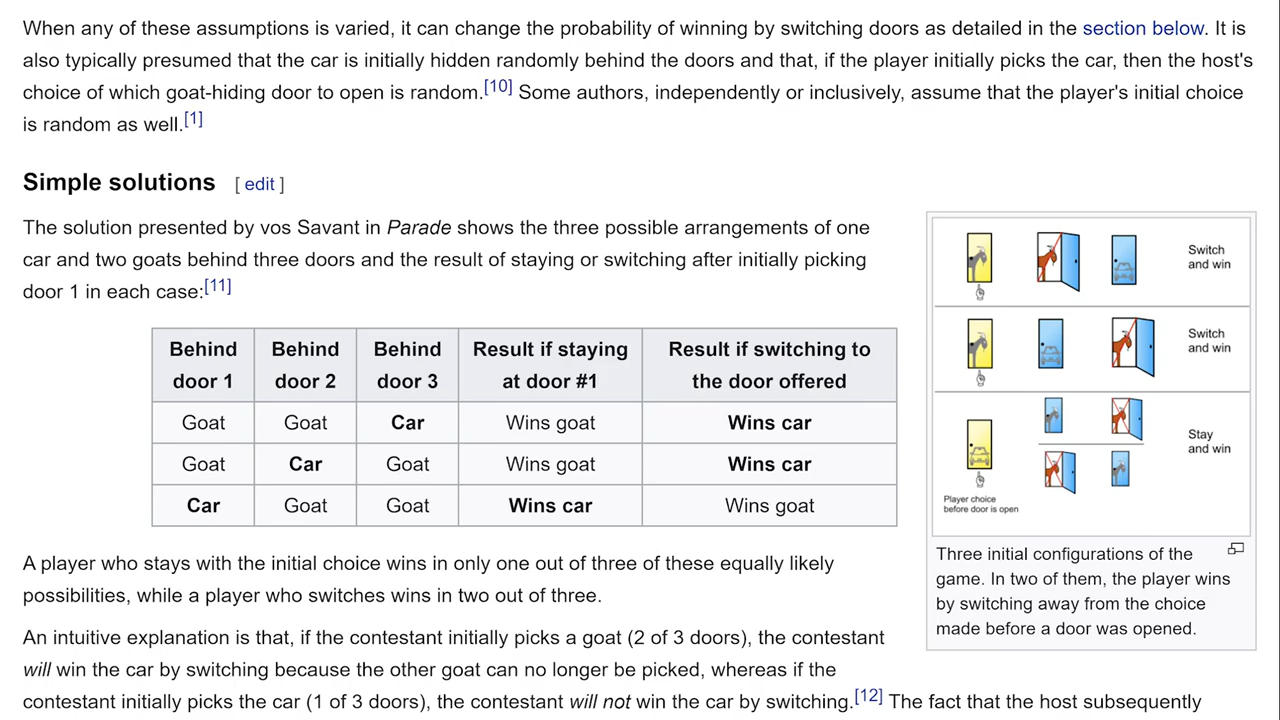 When any of these assumptions is varied, it can change the probability of winning by switching doors as detailed in the section below. It is
also typically presumed that the car is initially hidden randomly behind the doors and that, if the player initially picks the car, then the host's
choice of which goat-hiding door to open is random.[10] Some authors, independently or inclusively, assume that the player's initial choice
is random as well.[1]
Simple solutions [ edit ]
The solution presented by vos Savant in Parade shows the three possible arrangements of one
car and two goats behind three doors and the result of staying or switching after initially picking
door 1 in each case:[11]
Behind door 1 Behind door 2 Behind door 3 Result if staying at door #1 Result if switching to the door offered
Goat Goat Car Wins goat Wins car
Goat Car Goat Wins goat Wins car
Car Goat Goat Wins car Wins goat
A player who stays with the initial choice wins in only one out of three of these equally likely
possibilities, while a player who switches wins in two out of three.
An intuitive explanation is that, if the contestant initially picks a goat (2 of 3 doors), the contestant
will win the car by switching because the other goat can no longer be picked, whereas if the
contestant initially picks the car (1 of 3 doors), the contestant will not win the car by switching.[12] The fact that the host subsequently
Switch
and win
Switch
and win
Stay
and win
Player choice
before door is open
Three initial configurations of the
game. In two of them, the player wins
by switching away from the choice
made before a door was opened.